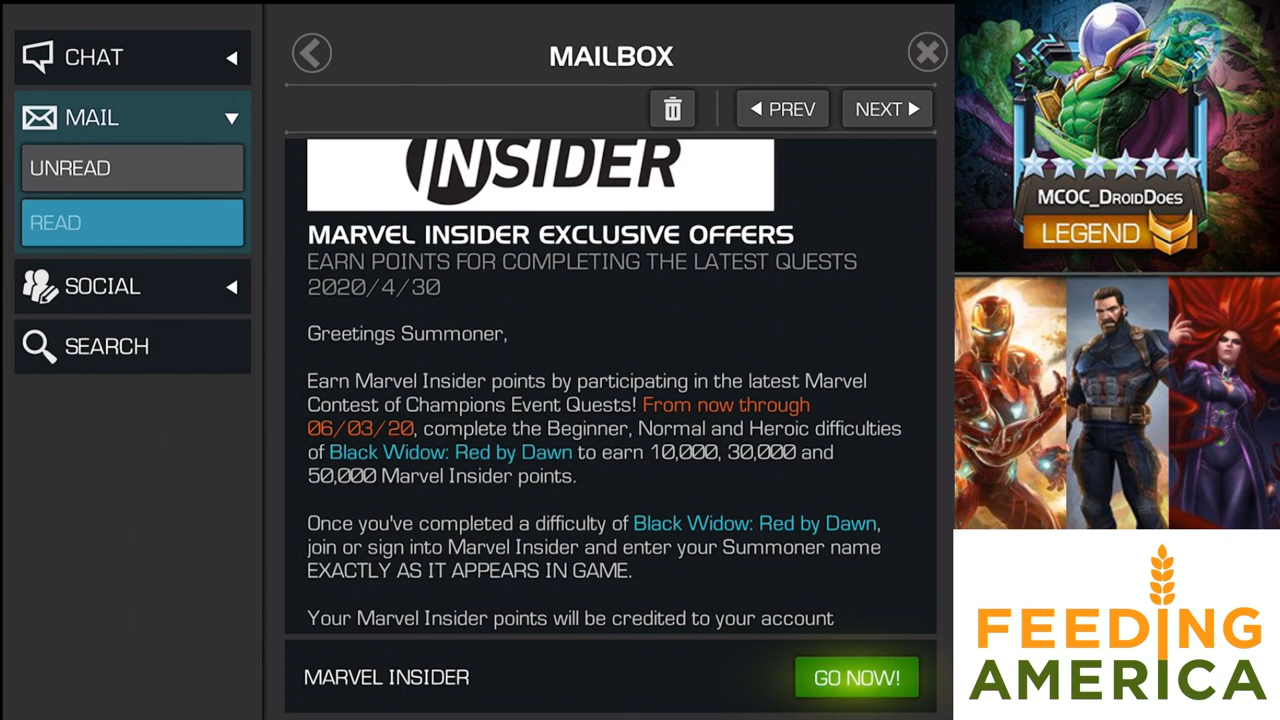 CHAT
MAIL
UNREAD
READ
SOCIAL
SEARCH
MAILBOX
PREV
NEXT
INSIDER
MARVEL INSIDER EXCLUSIVE OFFERS
EARN POINTS FOR COMPLETING THE LATEST QUESTS
2020/4/30
Greetings Summoner,
Earn Marvel Insider points by participating in the latest Marvel
Contest of Champions Event Quests! From now through
06/03/20, complete the Beginner, Normal and Heroic difficulties
of Black Widow: Red by Dawn to earn 10,000, 30,000 and
50,000 Marvel Insider points.
Once you've completed a difficulty of Black Widow: Red by Dawn,
join or sign into Marvel Insider and enter your Summoner name
EXACTLY AS IT APPEARS IN GAME.
Your Marvel Insider points will be credited to your account
MARVEL INSIDER
GO NOW!
MCOC_DroidDoes
LEGEND
FEEDING
AMERICA